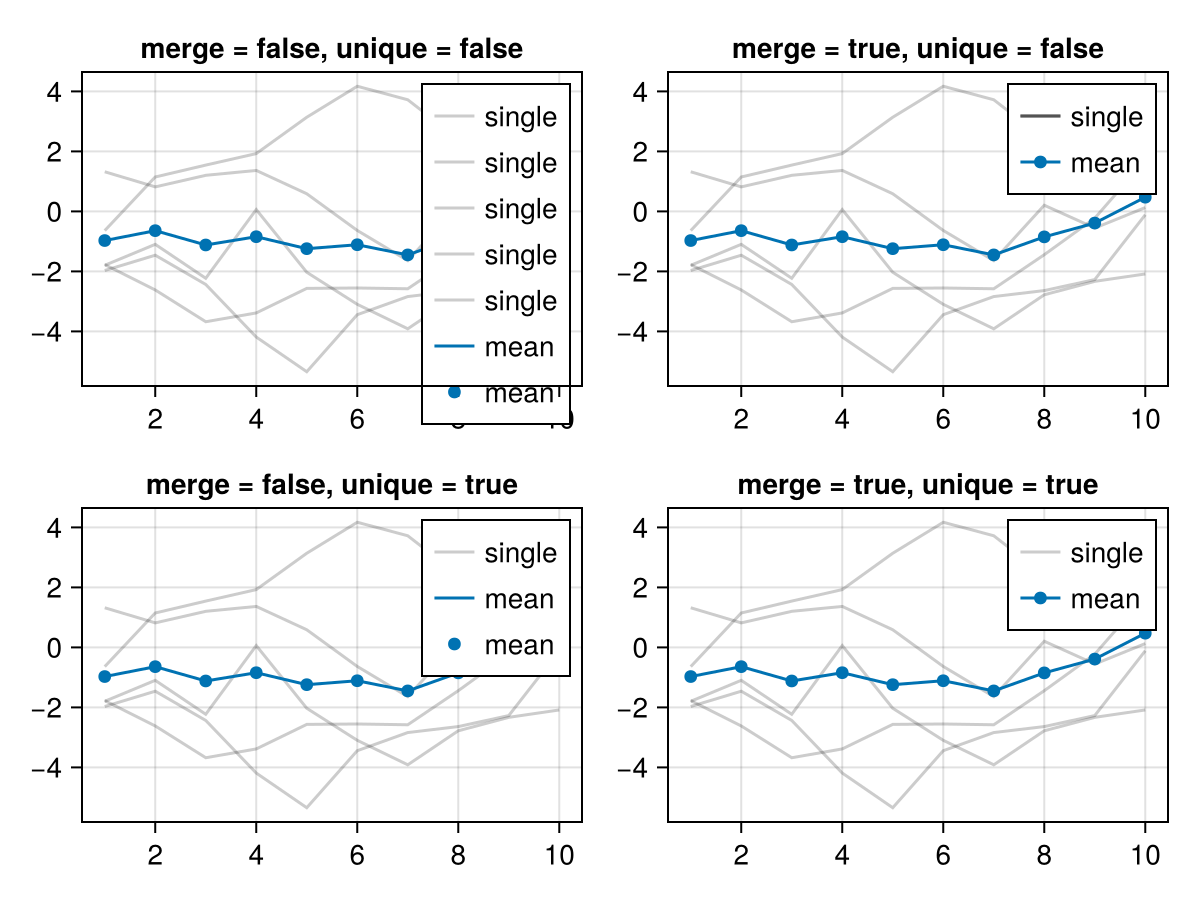 merge = false, unique = false
4
2
0
−2
−4
single
single
single
single
single
mean
mean
2 4 6 8 10
merge = true, unique = false
4
2
0
−2
−4
single
mean
2 4 6 8 10
merge = false, unique = true
4
2
0
−2
−4
single
mean
mean
2 4 6 8 10
merge = true, unique = true
4
2
0
−2
−4
single
mean
2 4 6 8 10